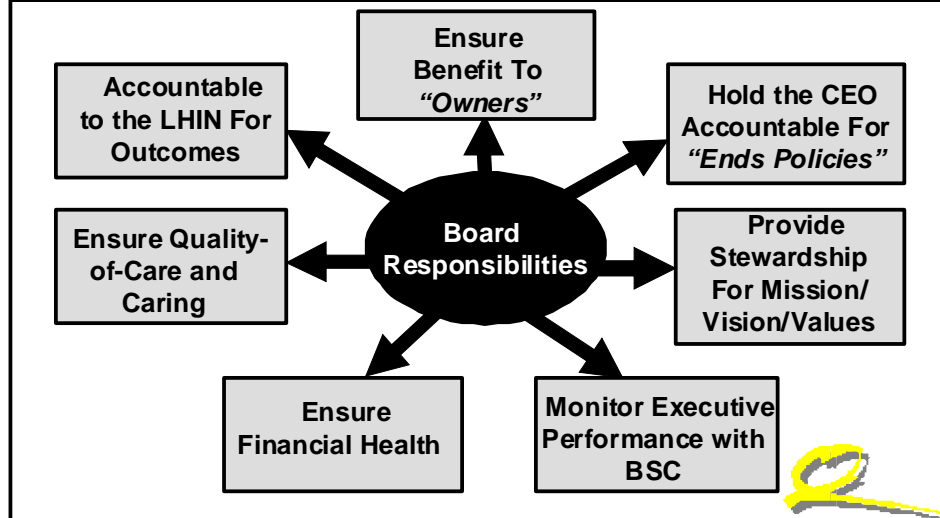 Ensure
Benefit To
“Owners”
Accountable
to the LHIN For
Outcomes
Hold the CEO
Accountable For
“Ends Policies”
Board
Responsibilities
Ensure Quality-
of-Care and
Caring
Provide
Stewardship
For Mission/
Vision/Values
Ensure
Financial Health
Monitor Executive
Performance with
BSC